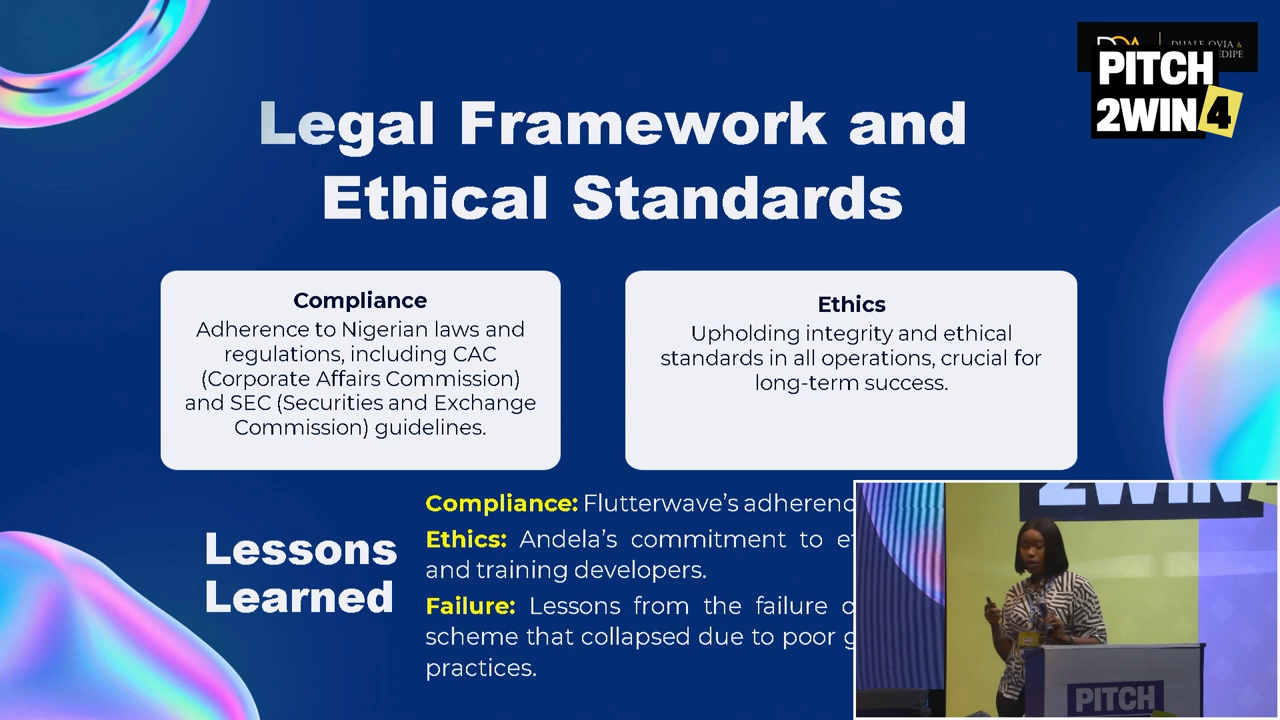 PITCH
2WIN4
Legal Framework and
Ethical Standards
Compliance
Adherence to Nigerian laws and
regulations, including CAC
(Corporate Affairs Commission)
and SEC (Securities and Exchange
Commission) guidelines.
Ethics
Upholding integrity and ethical
standards in all operations, crucial for
long-term success.
Lessons
Learned
Compliance: Flutterwave's
Ethics: Andela's commitment to
and training developers.
Failure: Lessons from the failure
scheme that collapsed due to poor
practices.
2WIN
PITCH